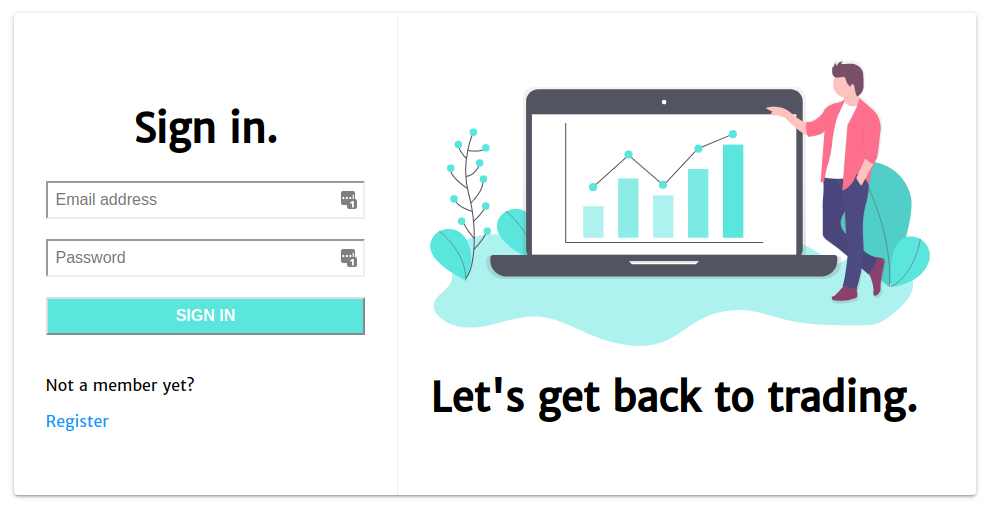 Sign in.
Email address
Password
SIGN IN
Not a member yet?
Register
Let's get back to trading.